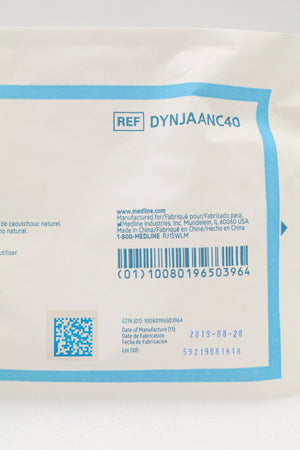 REF DYNJAANC40
de caoutchouc naturel.
no natural.
utiliser.
www.medline.com
Manufactured for/Fabriqué pour/Fabricado para:
Medline Industries, Inc. Mundelein, IL 60060 USA
Made in China/Fabriqué en Chine/Hecho en China
1-800-MEDLINE RJ15WLM
(01)10080196503964
GTIN (01): 10080196503964
Date of Manufacture (11)
Date de Fabrication
Fecha de Fabricación
2019-08-28
Lot (10):
59219081618